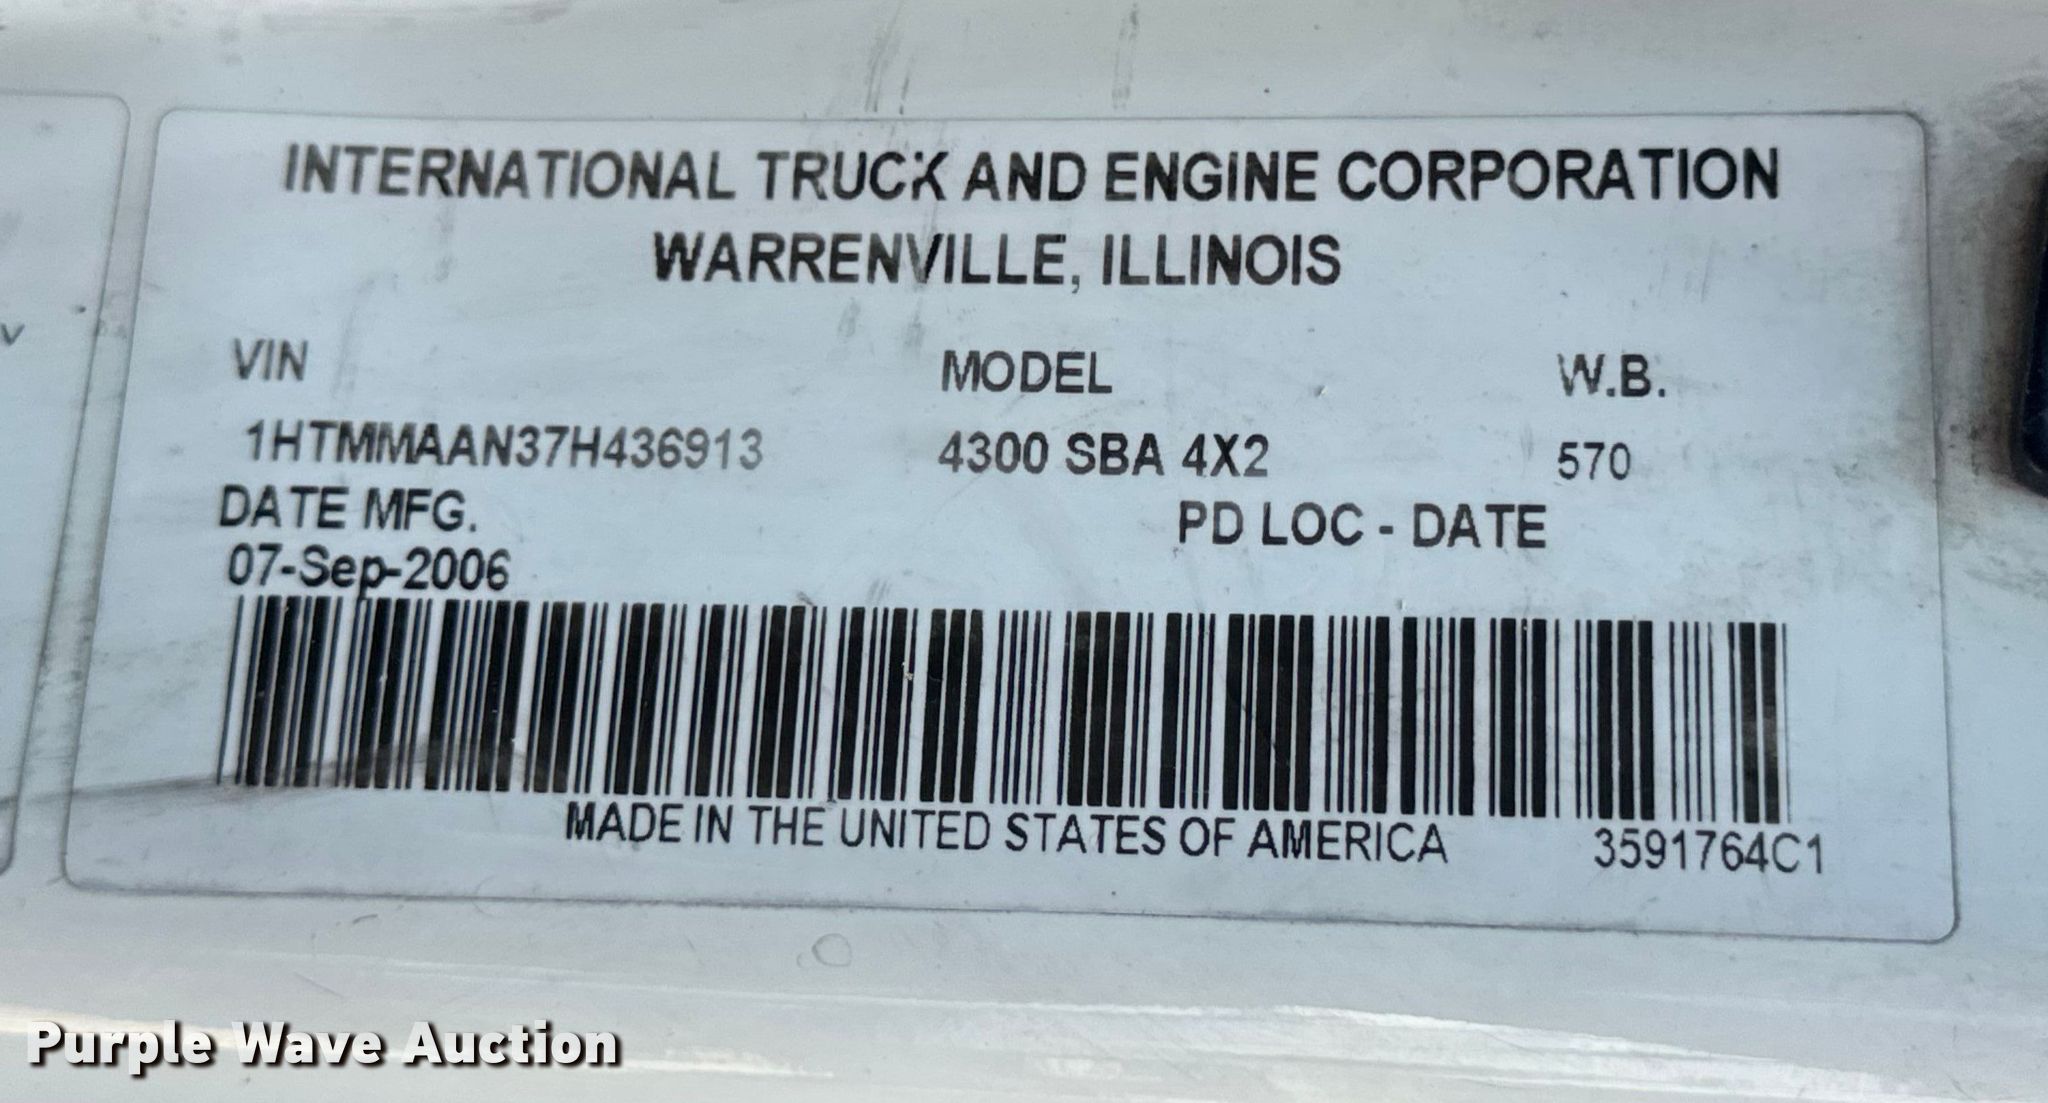 INTERNATIONAL TRUCK AND ENGINE CORPORATION
WARRENVILLE, ILLINOIS
VIN MODEL W.B.
1HTMMAAN37H436913 4300 SBA 4X2 570
DATE MFG. PD LOC - DATE
07-Sep-2006
MADE IN THE UNITED STATES OF AMERICA 3591764C1
Purple Wave Auction